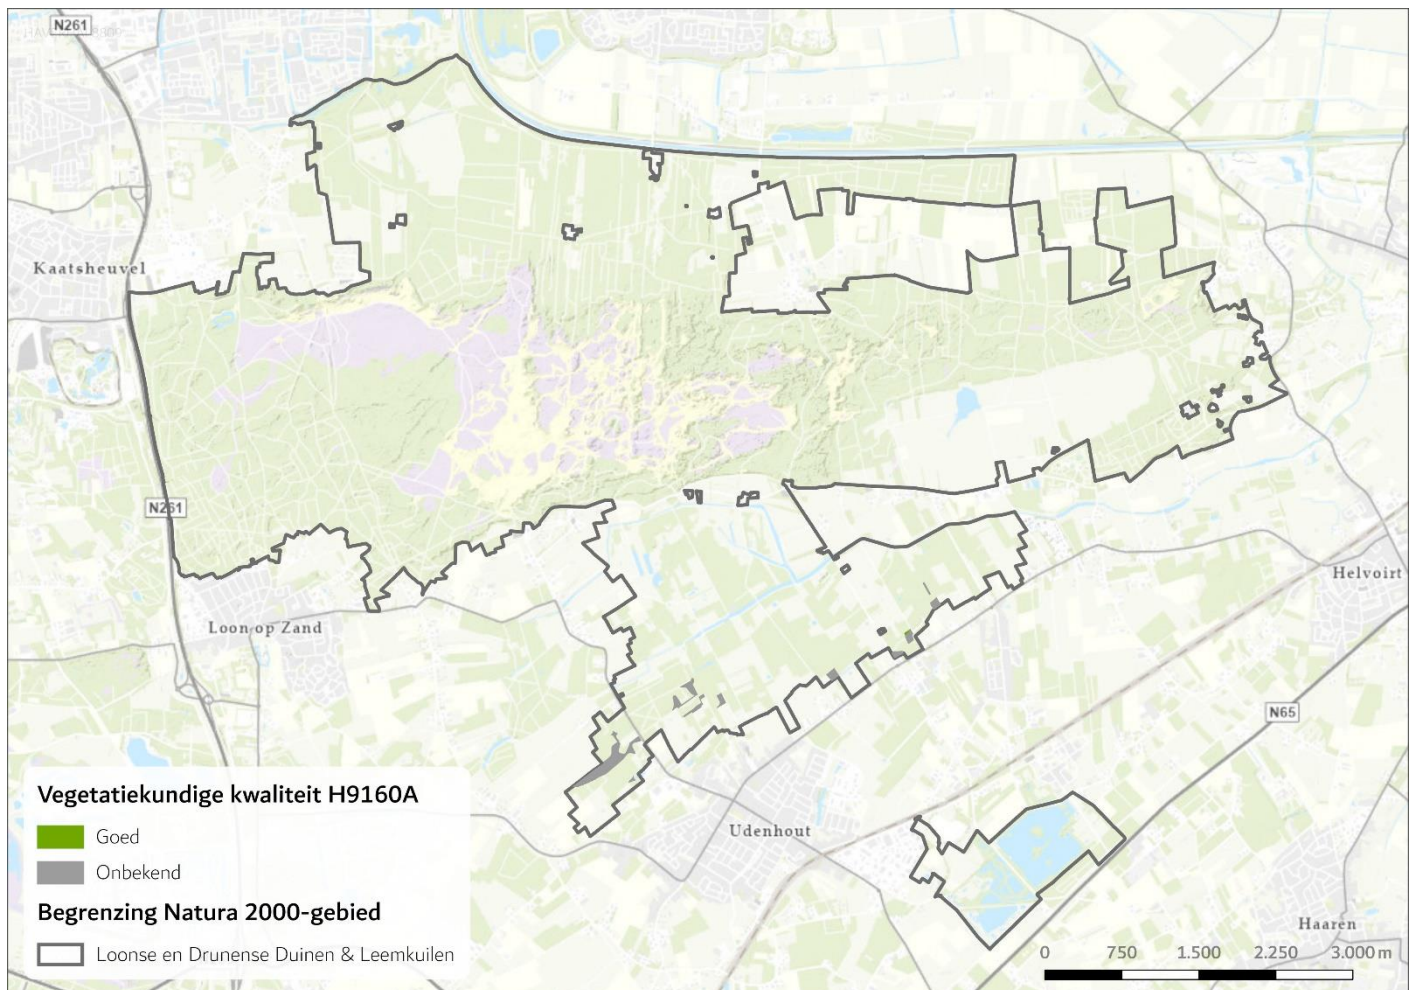 N261
Kaatsheuvel
N261
Loon op Zand
Helvoirt
N65
Udenhout
Haaren
Vegetatiekundige kwaliteit H9160A
Goed
Onbekend
Begrenzing Natura 2000-gebied
Loonse en Drunense Duinen & Leemkuilen
0 750 1.500 2.250 3.000 m